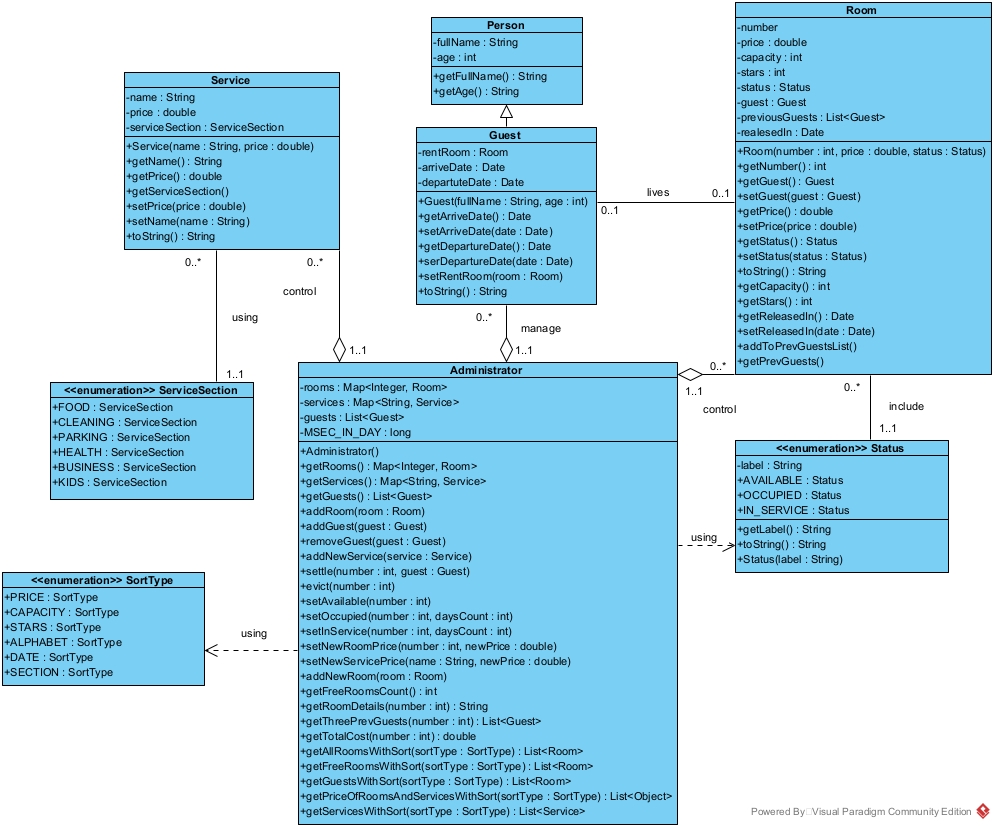 Person
-fullName : String
-age : int
+getFullName() : String
+getAge() : String
Service
-name : String
-price : double
-serviceSection : ServiceSection
+Service(name : String, price : double)
+getName() : String
+getPrice() : double
+getServiceSection()
+setPrice(price : double)
+setName(name : String)
+toString() : String
Guest
-rentRoom : Room
-arriveDate : Date
-departuteDate : Date
+Guest(fullName : String, age : int)
+getArriveDate() : Date
+setArriveDate(date : Date)
+getDepartureDate() : Date
+serDepartureDate(date : Date)
+setRentRoom(room : Room)
+toString() : String
Room
-number
-price : double
-capacity : int
-stars : int
-status : Status
-guest : Guest
-previousGuests : List<Guest>
-realesedIn : Date
+Room(number : int, price : double, status : Status)
+getNumber() : int
+getGuest() : Guest
+setGuest(guest : Guest)
+getPrice() : double
+setPrice(price : double)
+getStatus() : Status
+setStatus(status : Status)
+toString() : String
+getCapacity() : int
+getStars() : int
+getReleasedIn() : Date
+setReleasedIn(date : Date)
+addToPrevGuestsList()
+getPrevGuests()
lives
0..1
0..1
0..*
using
1..1
0..*
control
1..1
0..*
manage
1..1
0..*
1..1
control
0..*
include
1..1
<<enumeration>> ServiceSection
+FOOD : ServiceSection
+CLEANING : ServiceSection
+PARKING : ServiceSection
+HEALTH : ServiceSection
+BUSINESS : ServiceSection
+KIDS : ServiceSection
Administrator
-rooms : Map<Integer, Room>
-services : Map<String, Service>
-guests : List<Guest>
-MSEC_IN_DAY : long
+Administrator()
+getRooms() : Map<Integer, Room>
+getServices() : Map<String, Service>
+getGuests() : List<Guest>
+addRoom(room : Room)
+addGuest(guest : Guest)
+removeGuest(guest : Guest)
+addNewService(service : Service)
+settle(number : int, guest : Guest)
+evict(number : int)
+setAvailable(number : int)
+setOccupied(number : int, daysCount : int)
+setInService(number : int, daysCount : int)
+setNewRoomPrice(number : int, newPrice : double)
+setNewServicePrice(name : String, newPrice : double)
+addNewRoom(room : Room)
+getFreeRoomsCount() : int
+getRoomDetails(number : int) : String
+getThreePrevGuests(number : int) : List<Guest>
+getTotalCost(number : int) : double
+getAllRoomsWithSort(sortType : SortType) : List<Room>
+getFreeRoomsWithSort(sortType : SortType) : List<Room>
+getGuestsWithSort(sortType : SortType) : List<Room>
+getPriceOfRoomsAndServicesWithSort(sortType : SortType) : List<Object>
+getServicesWithSort(sortType : SortType) : List<Service>
using
<<enumeration>> Status
-label : String
+AVAILABLE : Status
+OCCUPIED : Status
+IN_SERVICE : Status
+getLabel() : String
+toString() : String
+Status(label : String)
using
<<enumeration>> SortType
+PRICE : SortType
+CAPACITY : SortType
+STARS : SortType
+ALPHABET : SortType
+DATE : SortType
+SECTION : SortType
Powered By Visual Paradigm Community Edition